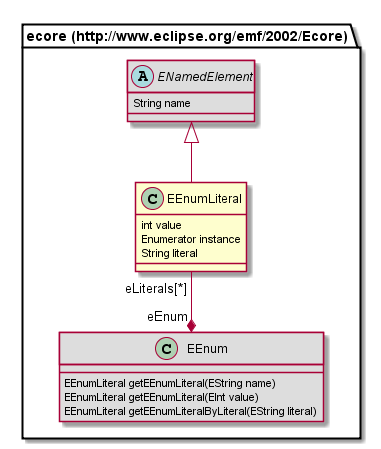 ecore (http://www.eclipse.org/emf/2002/Ecore)
A ENamedElement
String name
C EEnumLiteral
int value
Enumerator instance
String literal
eLiterals[*]
eEnum
C EEnum
EEnumLiteral getEEnumLiteral(EString name)
EEnumLiteral getEEnumLiteral(EInt value)
EEnumLiteral getEEnumLiteralByLiteral(EString literal)